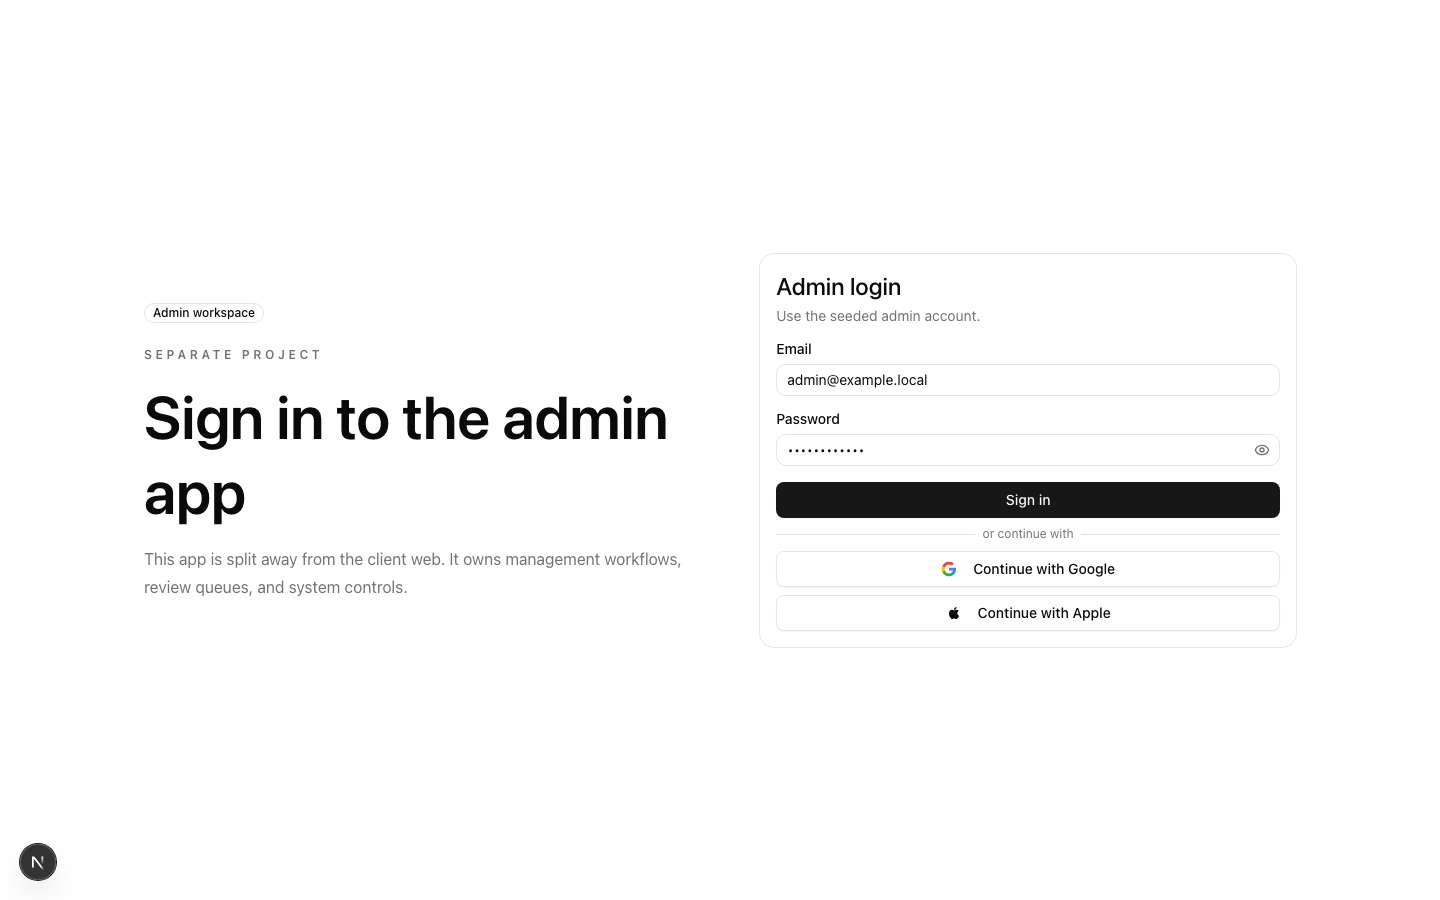 Admin workspace
SEPARATE PROJECT
Sign in to the admin
app
This app is split away from the client web. It owns management workflows,
review queues, and system controls.
Admin login
Use the seeded admin account.
Email
admin@example.local
Password
••••••••••••
Sign in
or continue with
Continue with Google
Continue with Apple
N